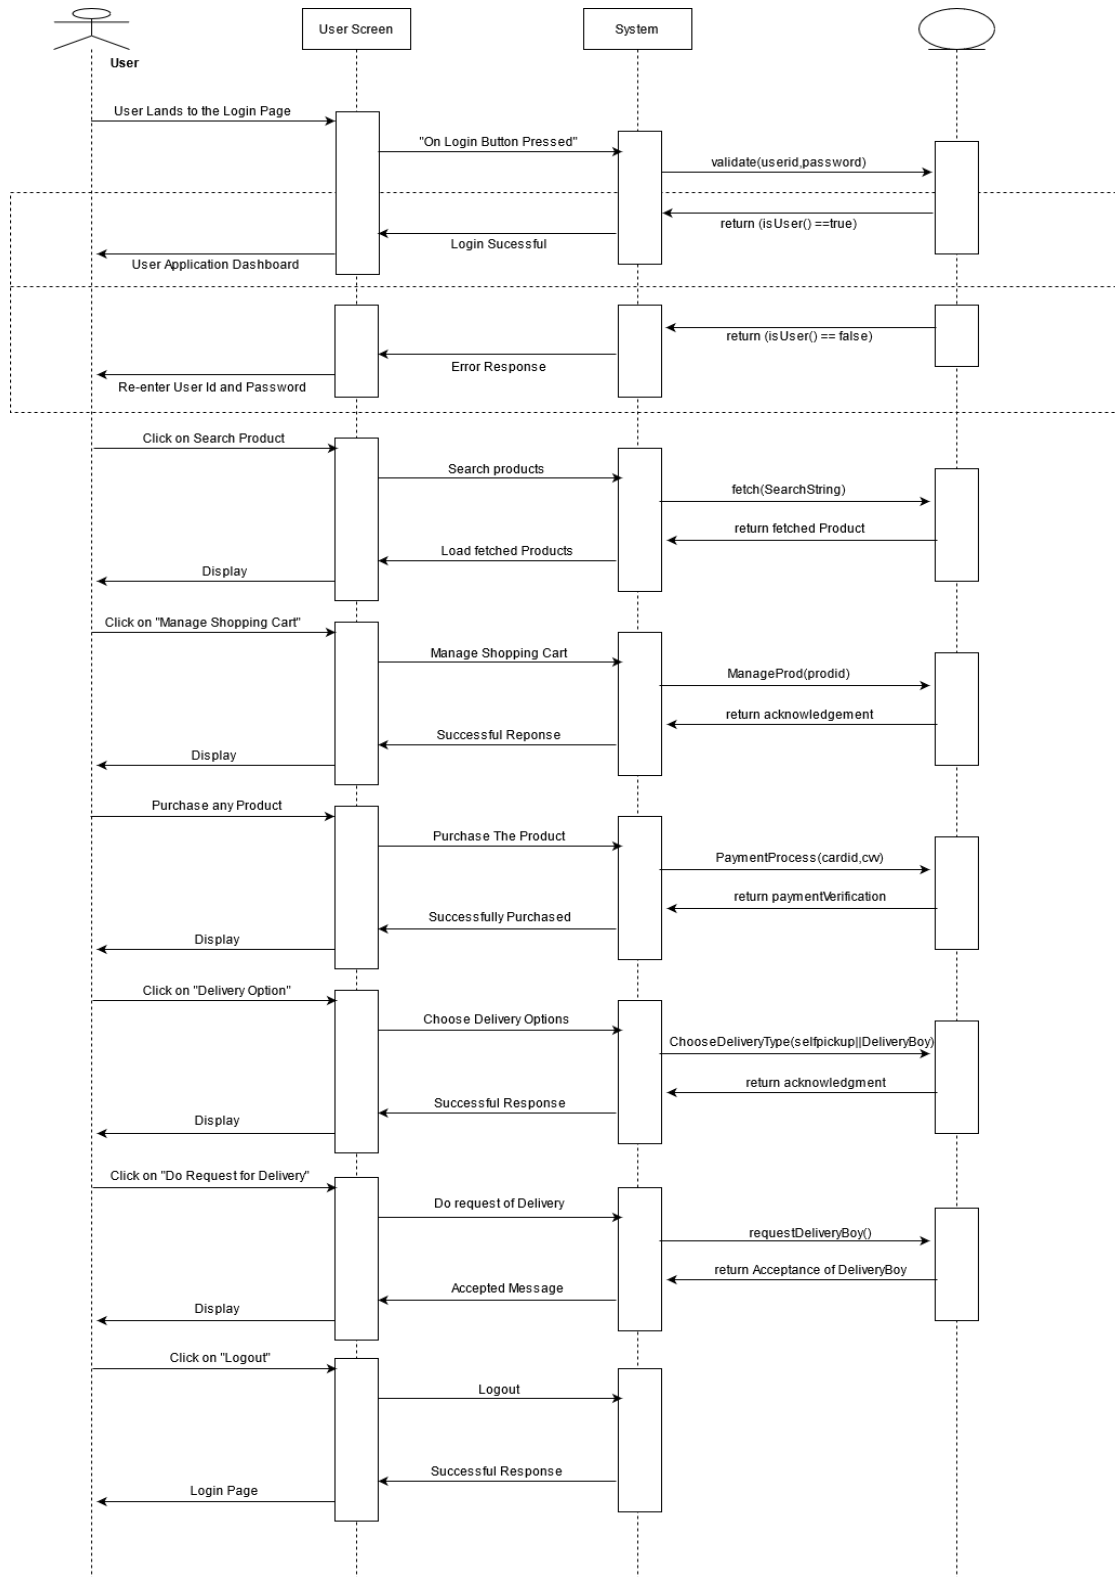 User Screen
System
User
User Lands to the Login Page
"On Login Button Pressed"
validate(userid,password)
return (isUser() ==true)
Login Sucessful
User Application Dashboard
return (isUser() == false)
Error Response
Re-enter User Id and Password
Click on Search Product
Search products
fetch(SearchString)
return fetched Product
Load fetched Products
Display
Click on "Manage Shopping Cart"
Manage Shopping Cart
ManageProd(prodid)
return acknowledgement
Successful Reponse
Display
Purchase any Product
Purchase The Product
PaymentProcess(cardid,cvv)
return paymentVerification
Successfully Purchased
Display
Click on "Delivery Option"
Choose Delivery Options
ChooseDeliveryType(selfpickup||DeliveryBoy)
return acknowledgment
Successful Response
Display
Click on "Do Request for Delivery"
Do request of Delivery
requestDeliveryBoy()
return Acceptance of DeliveryBoy
Accepted Message
Display
Click on "Logout"
Logout
Successful Response
Login Page